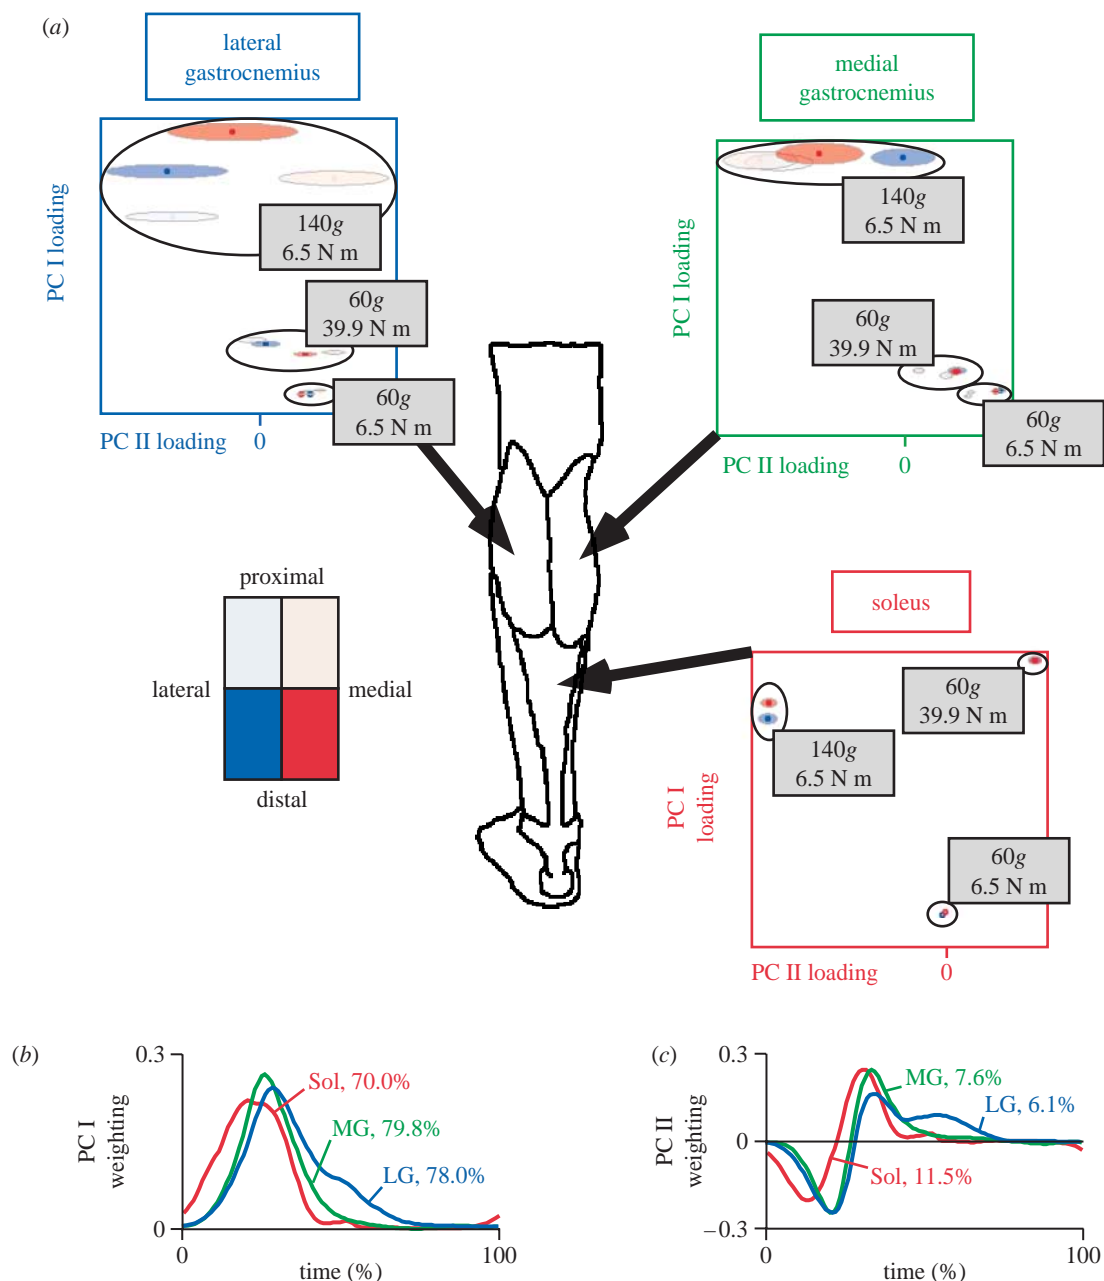 (a)
lateral
gastrocnemius
medial
gastrocnemius
PC I loading
140g
6.5 N m
60g
39.9 N m
60g
6.5 N m
PC II loading
0
PC I loading
140g
6.5 N m
60g
39.9 N m
60g
6.5 N m
PC II loading
0
proximal
lateral
medial
distal
soleus
PC I
loading
60g
39.9 N m
140g
6.5 N m
60g
6.5 N m
PC II loading
0
(b)
0.3
PC I
weighting
Sol, 70.0%
MG, 79.8%
LG, 78.0%
0
0
100
time (%)
(c)
0.3
PC II
weighting
MG, 7.6%
LG, 6.1%
0
Sol, 11.5%
−0.3
0
100
time (%)